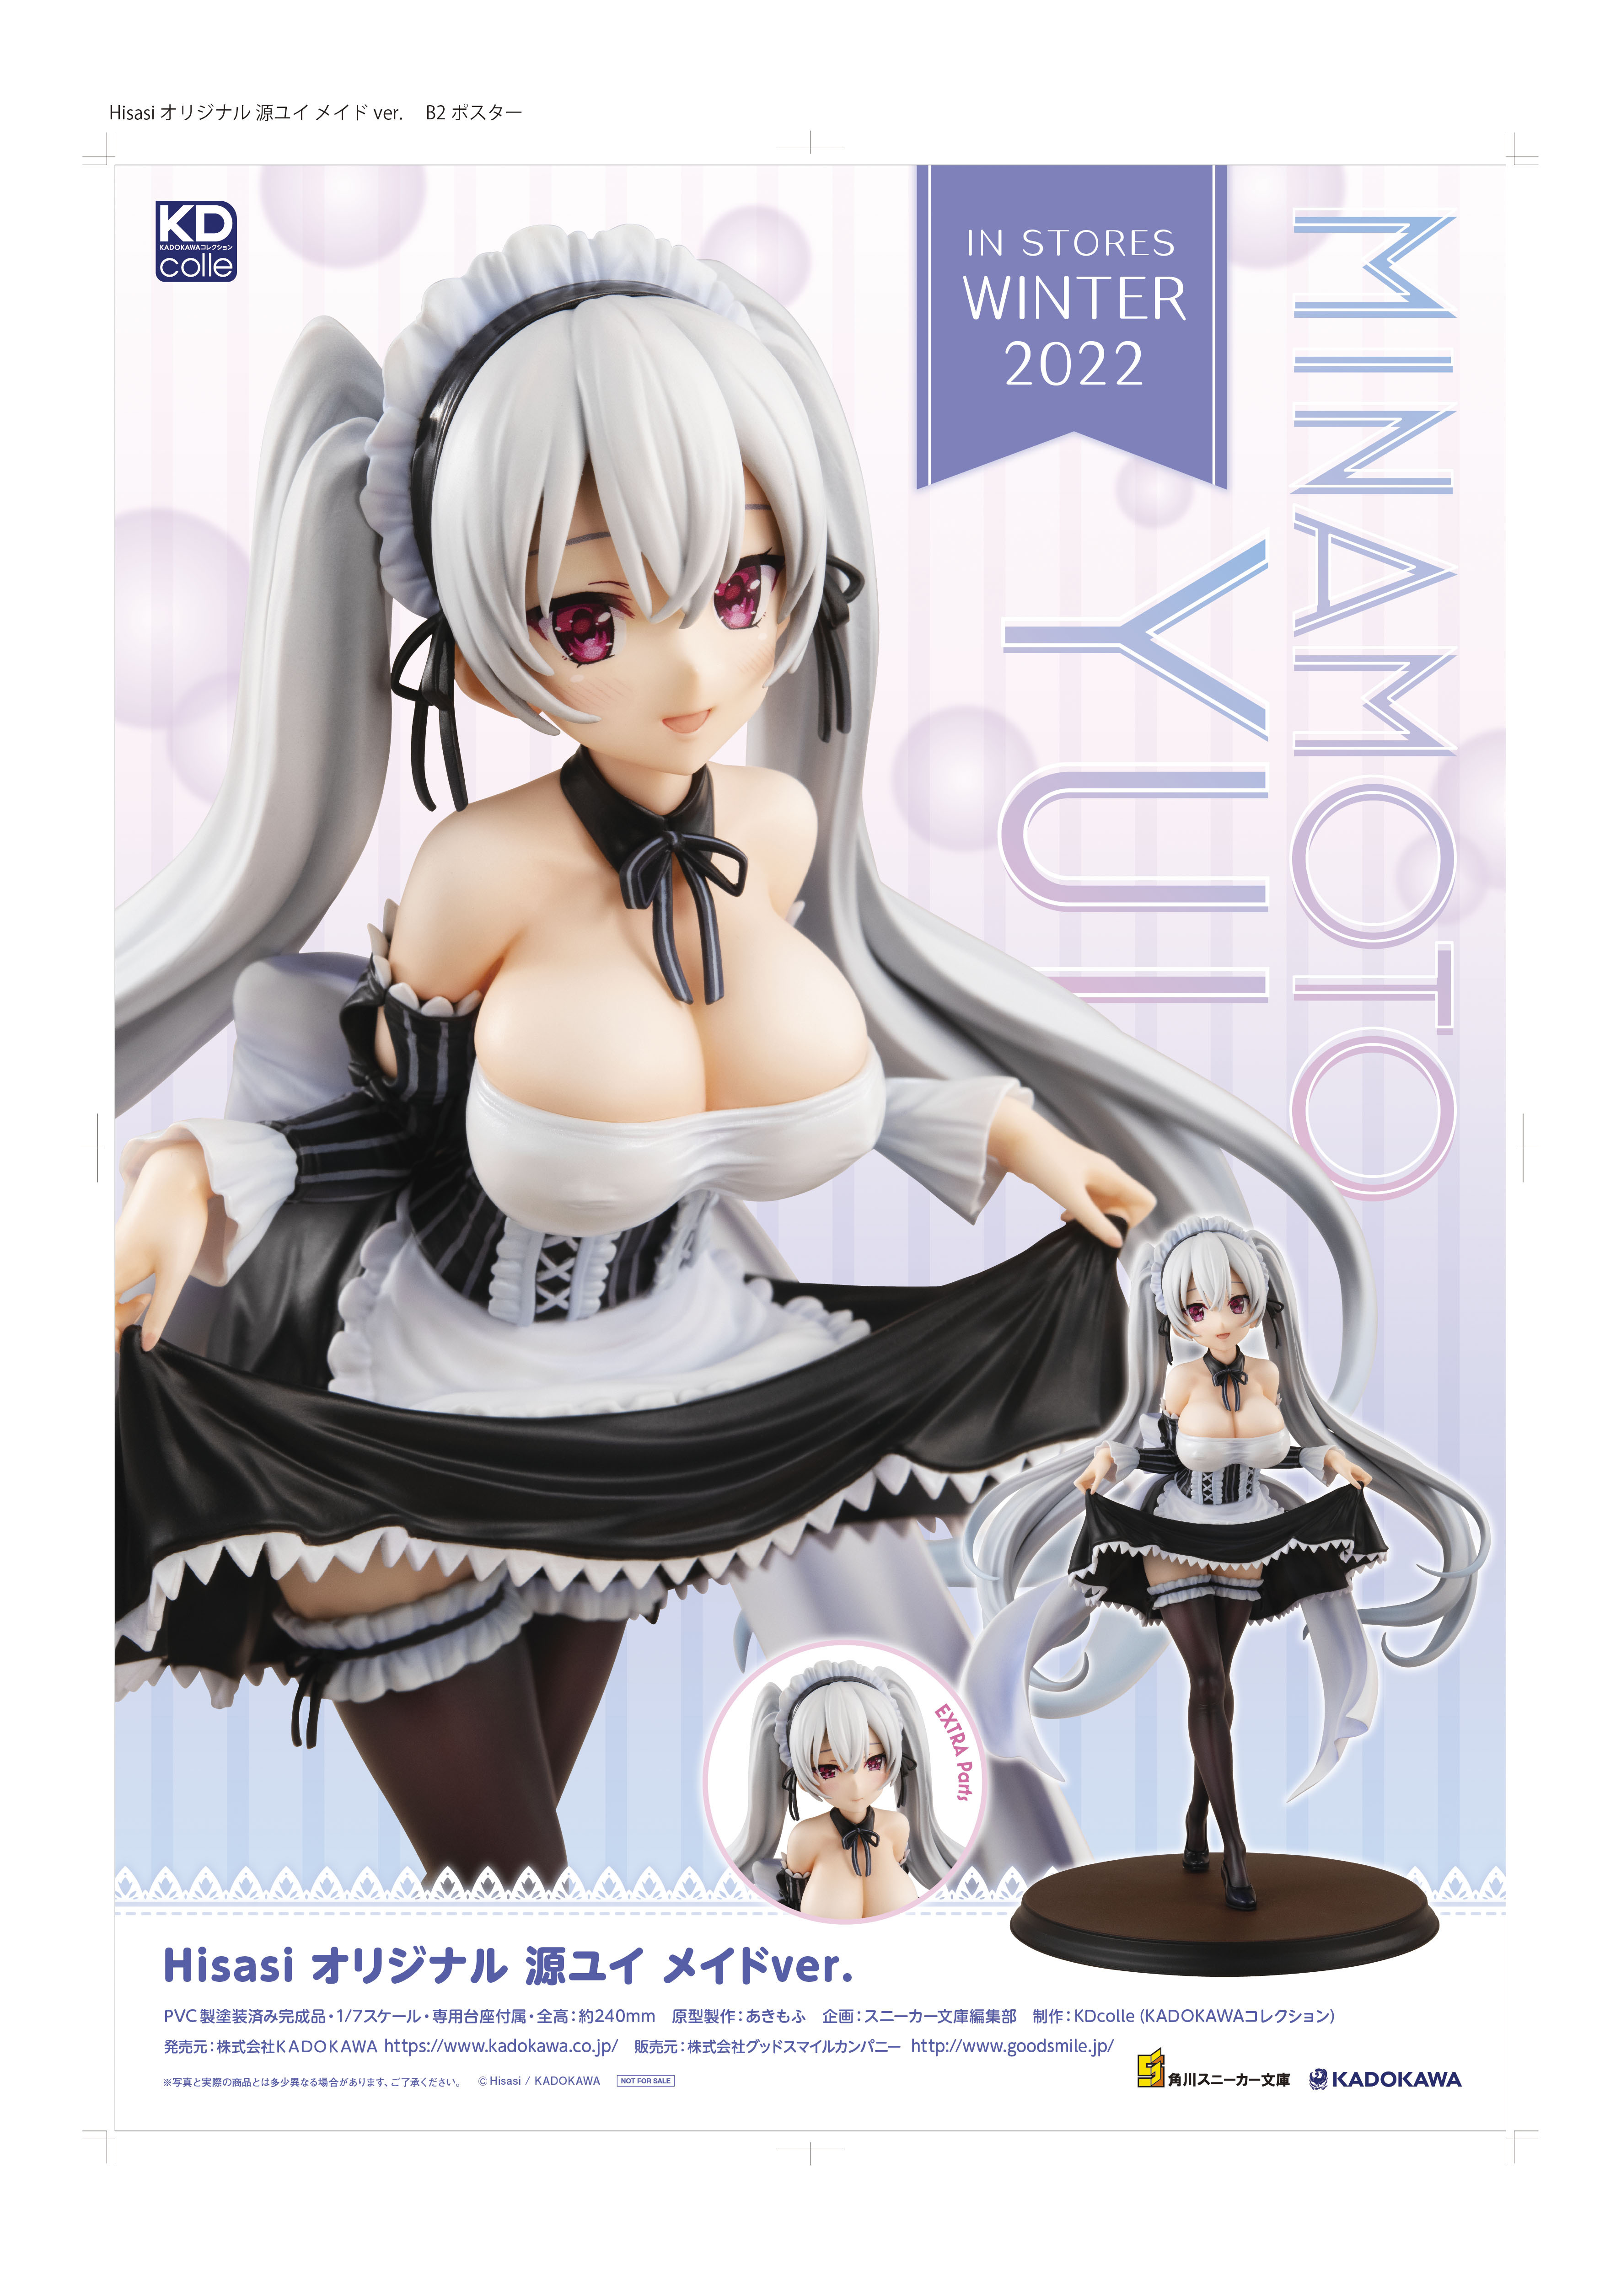 Hisasi オリジナル 源ユイ メイド ver.　B2 ポスター
KD
KADOKAWAコレクション
colle
IN STORES
WINTER
2022
MINAMOTO
YUI
EXTRA Parts
Hisasi オリジナル 源ユイ メイドver.
PVC製塗装済み完成品・1/7スケール・専用台座付属・全高：約240mm　原型製作：あきもふ　企画：スニーカー文庫編集部　制作：KDcolle (KADOKAWAコレクション)
発売元：株式会社KADOKAWA https://www.kadokawa.co.jp/　販売元：株式会社グッドスマイルカンパニー http://www.goodsmile.jp/
※写真と実際の商品とは多少異なる場合があります、ご了承ください。　©Hisasi / KADOKAWA　NOT FOR SALE
角川スニーカー文庫　KADOKAWA